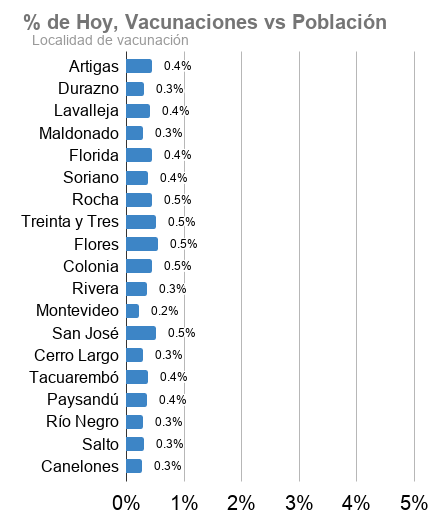 % de Hoy, Vacunaciones vs Población
Localidad de vacunación
Artigas 0.4%
Durazno 0.3%
Lavalleja 0.4%
Maldonado 0.3%
Florida 0.4%
Soriano 0.4%
Rocha 0.5%
Treinta y Tres 0.5%
Flores 0.5%
Colonia 0.5%
Rivera 0.3%
Montevideo 0.2%
San José 0.5%
Cerro Largo 0.3%
Tacuarembó 0.4%
Paysandú 0.4%
Río Negro 0.3%
Salto 0.3%
Canelones 0.3%
0% 1% 2% 3% 4% 5%